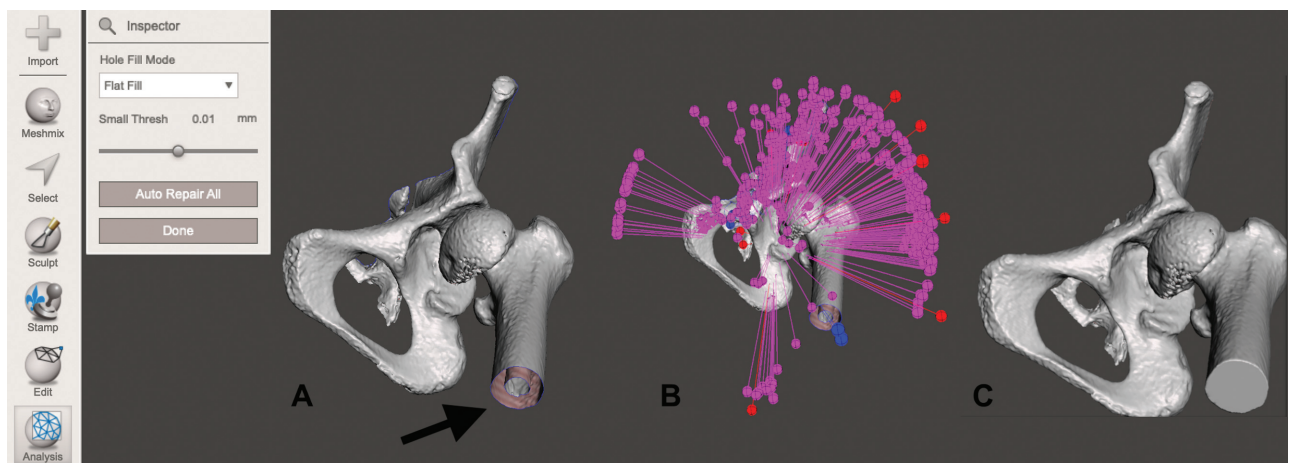 Import
Meshmix
Select
Sculpt
Stamp
Edit
Analysis
Inspector
Hole Fill Mode
Flat Fill
Small Thresh 0.01 mm
Auto Repair All
Done
A
B
C